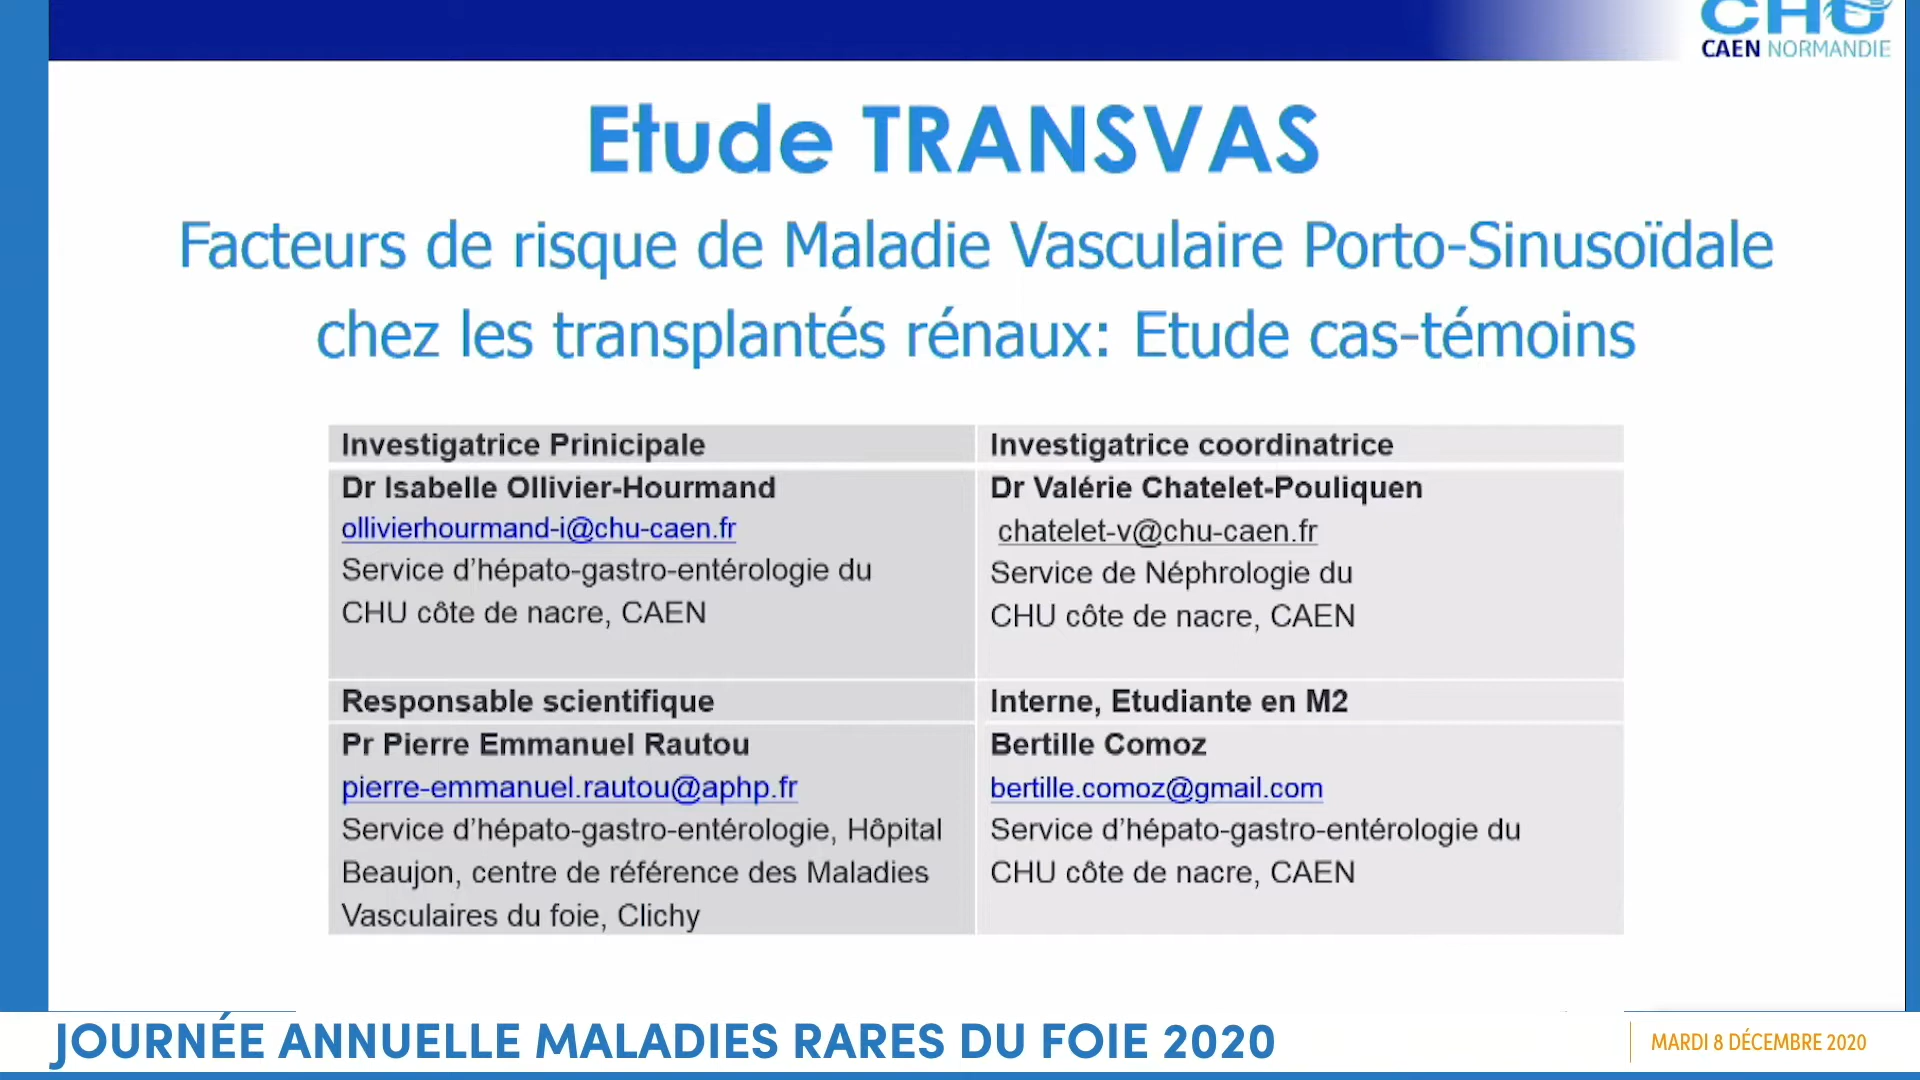 CHU
CAEN NORMANDIE
Etude TRANSVAS
Facteurs de risque de Maladie Vasculaire Porto-Sinusoïdale
chez les transplantés rénaux: Etude cas-témoins
Investigatrice Prinicipale
Dr Isabelle Ollivier-Hourmand
ollivierhourmand-i@chu-caen.fr
Service d’hépato-gastro-entérologie du
CHU côte de nacre, CAEN
Investigatrice coordinatrice
Dr Valérie Chatelet-Pouliquen
chatelet-v@chu-caen.fr
Service de Néphrologie du
CHU côte de nacre, CAEN
Responsable scientifique
Pr Pierre Emmanuel Rautou
pierre-emmanuel.rautou@aphp.fr
Service d’hépato-gastro-entérologie, Hôpital
Beaujon, centre de référence des Maladies
Vasculaires du foie, Clichy
Interne, Etudiante en M2
Bertille Comoz
bertille.comoz@gmail.com
Service d’hépato-gastro-entérologie du
CHU côte de nacre, CAEN
JOURNÉE ANNUELLE MALADIES RARES DU FOIE 2020
MARDI 8 DÉCEMBRE 2020